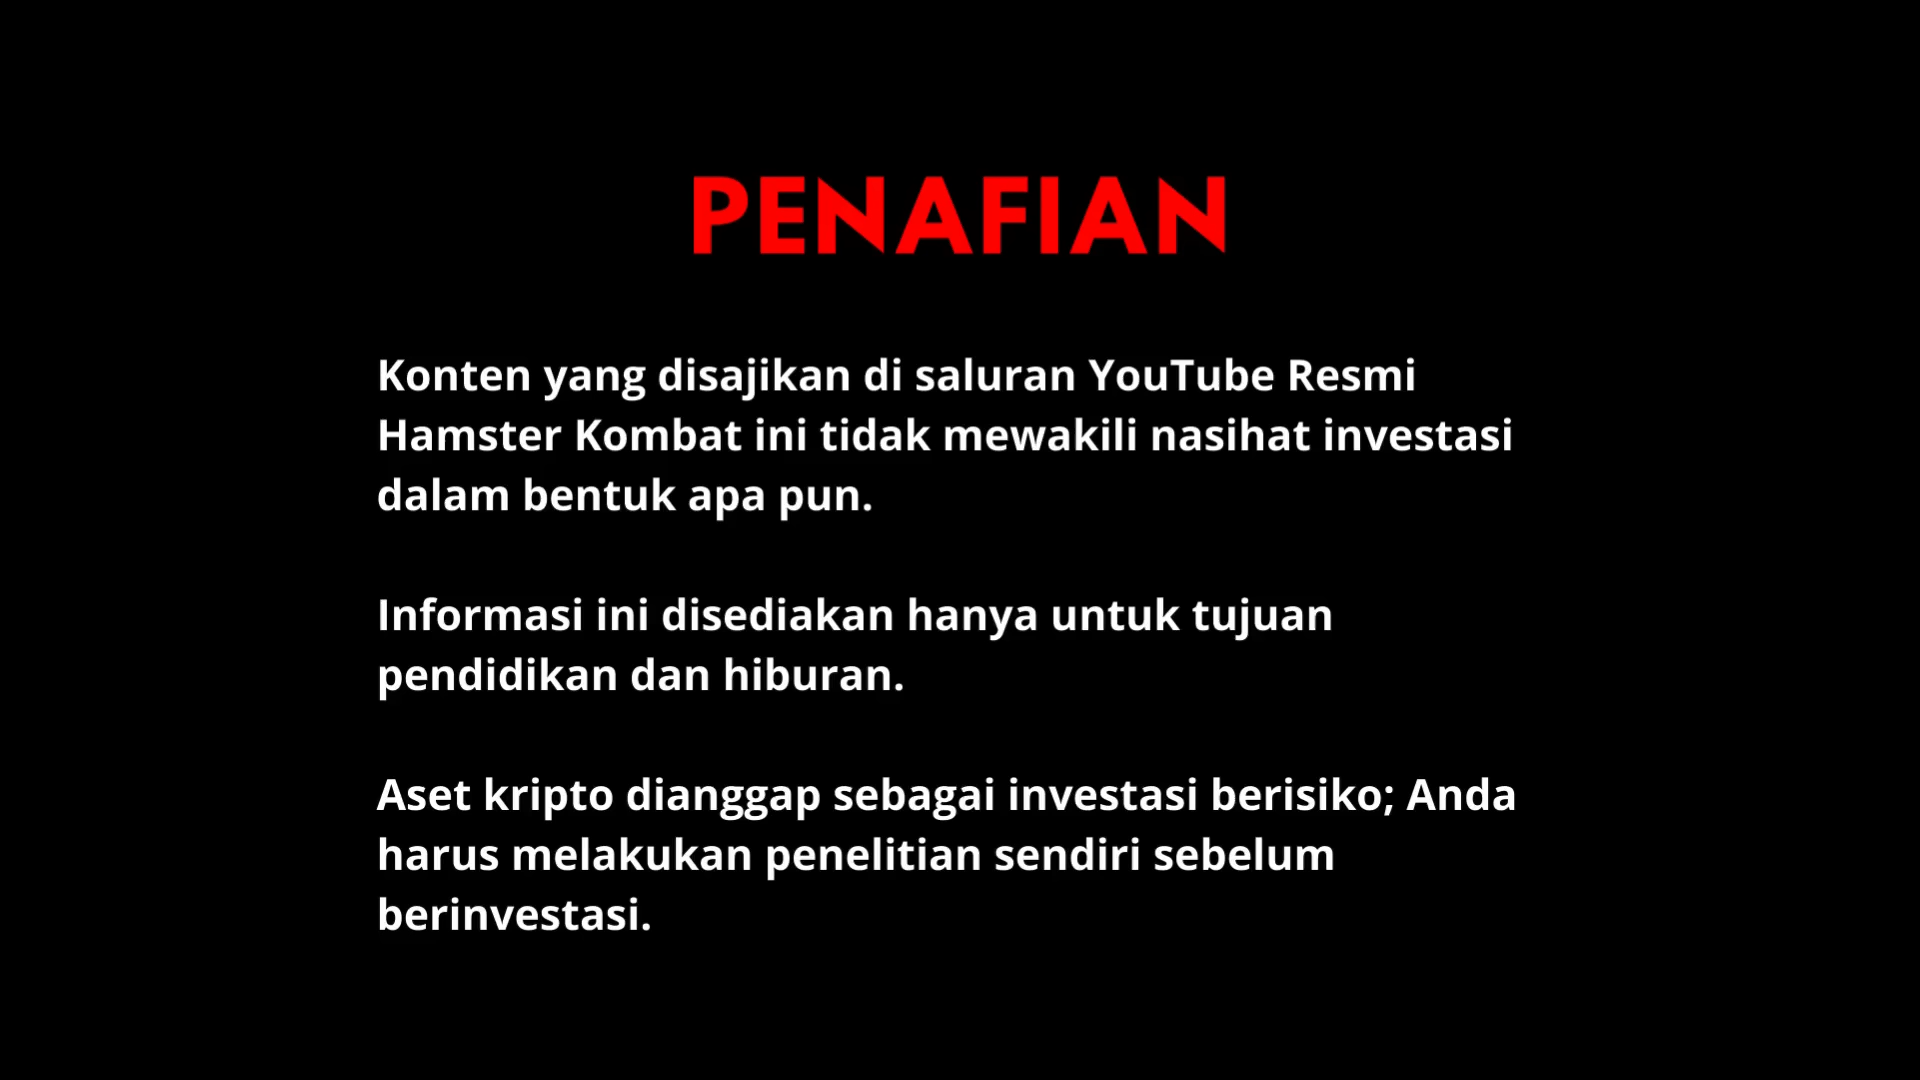 PENAFIAN
Konten yang disajikan di saluran YouTube Resmi
Hamster Kombat ini tidak mewakili nasihat investasi
dalam bentuk apa pun.
Informasi ini disediakan hanya untuk tujuan
pendidikan dan hiburan.
Aset kripto dianggap sebagai investasi berisiko; Anda
harus melakukan penelitian sendiri sebelum
berinvestasi.